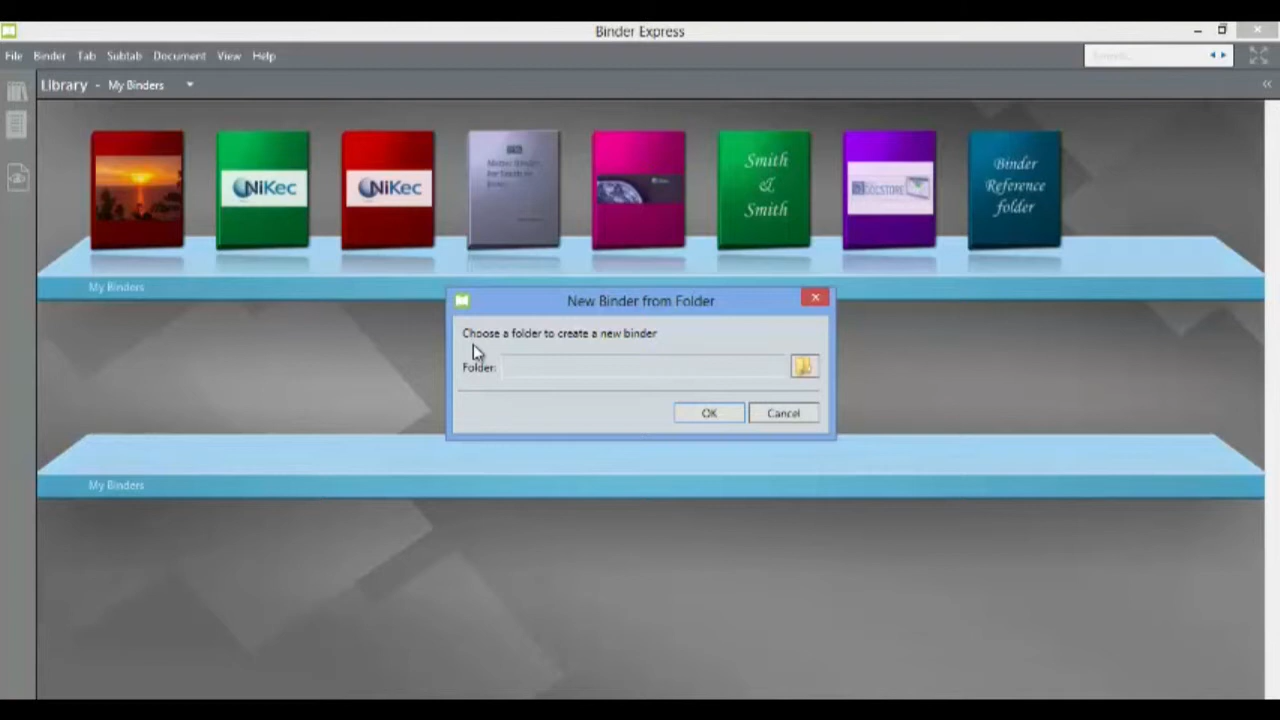 Binder Express
File Binder Tab Subtab Document View Help
Library - My Binders
NiKec
NiKec
Smith
&
Smith
Binder
Reference
folder
My Binders
New Binder from Folder
Choose a folder to create a new binder
Folder:
OK Cancel
My Binders